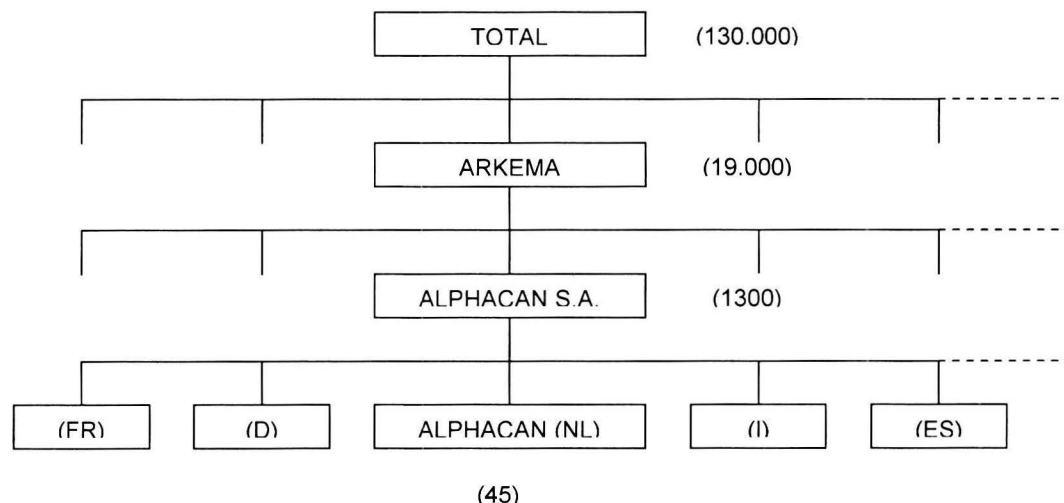 TOTAL (130.000)
ARKEMA (19.000)
ALPHACAN S.A. (1300)
(FR) (D) ALPHACAN (NL) (I) (ES)
(45)